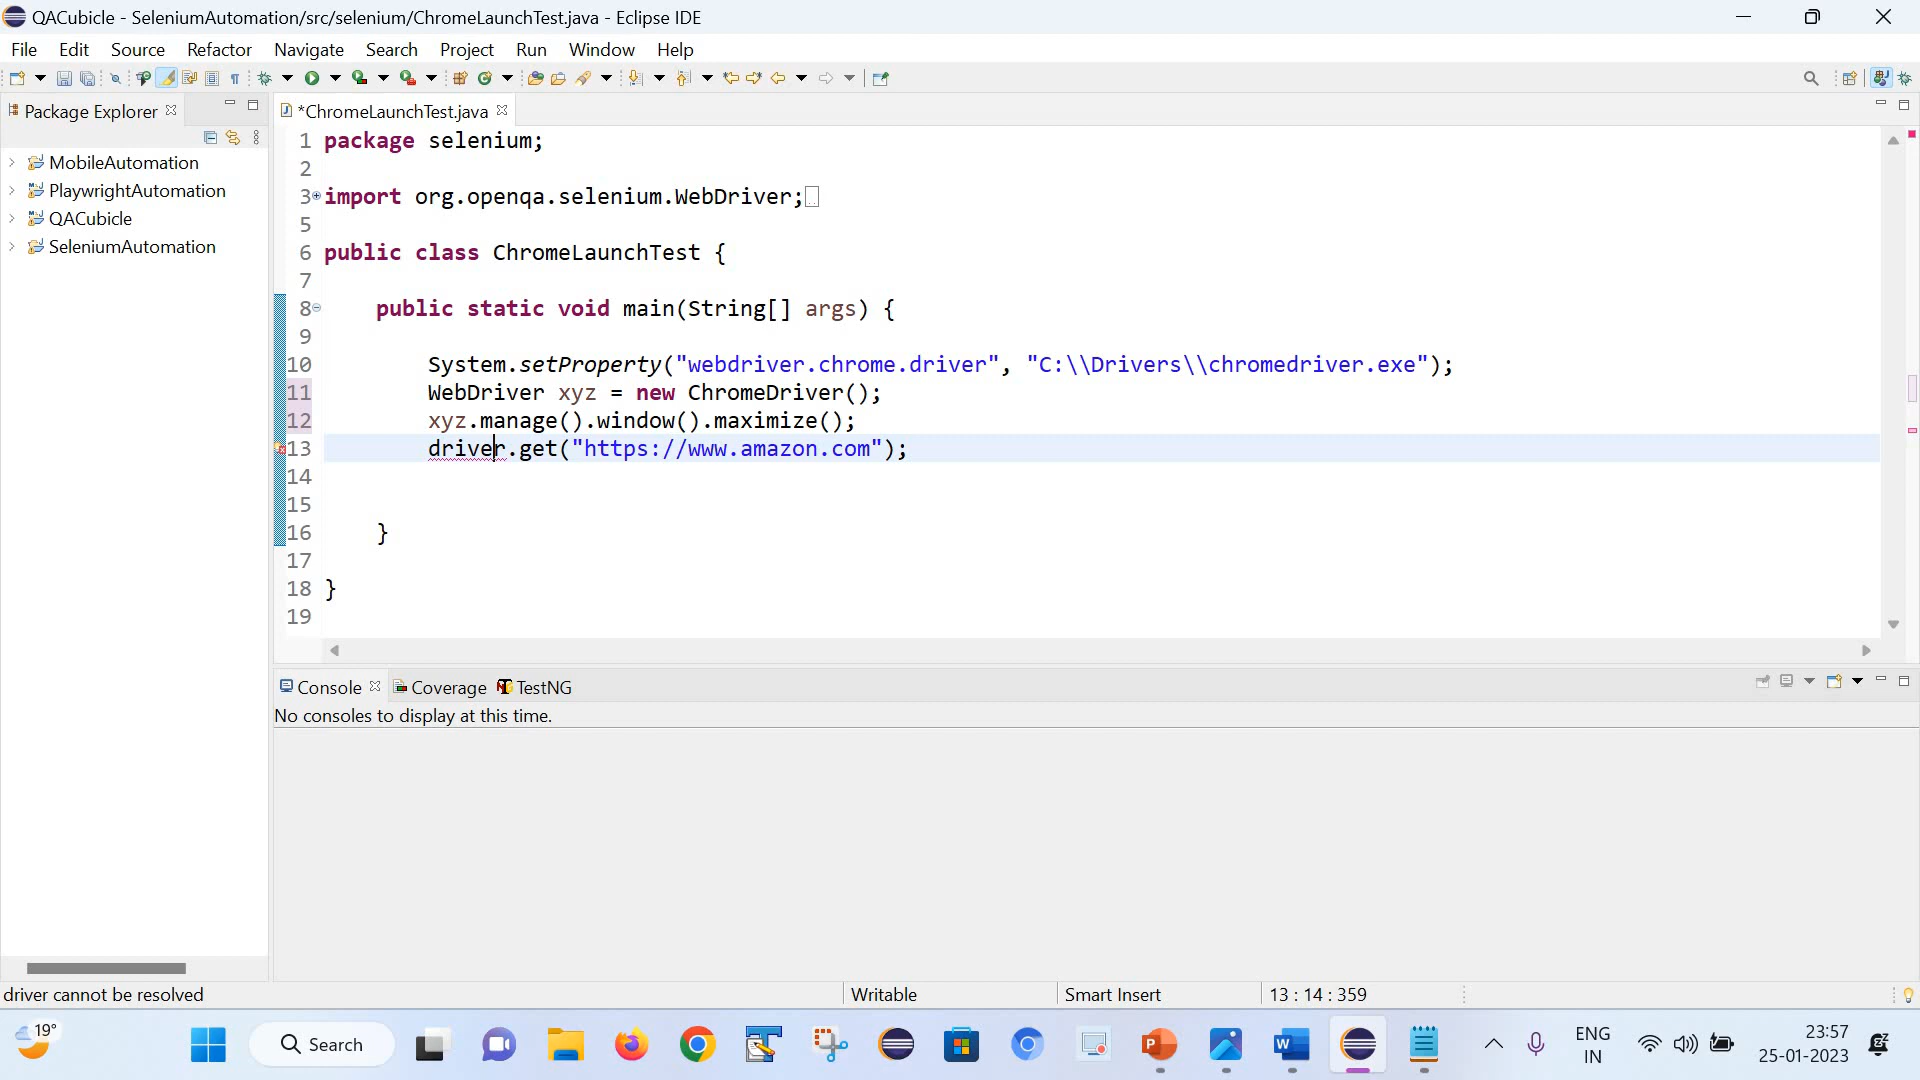 QACubicle - SeleniumAutomation/src/selenium/ChromeLaunchTest.java - Eclipse IDE
File Edit Source Refactor Navigate Search Project Run Window Help
Package Explorer
MobileAutomation
PlaywrightAutomation
QACubicle
SeleniumAutomation
*ChromeLaunchTest.java
1 package selenium;
2
3 import org.openqa.selenium.WebDriver;
5
6 public class ChromeLaunchTest {
7
8 public static void main(String[] args) {
9
10 System.setProperty("webdriver.chrome.driver", "C:\\Drivers\\chromedriver.exe");
11 WebDriver xyz = new ChromeDriver();
12 xyz.manage().window().maximize();
13 driver.get("https://www.amazon.com");
14
15
16 }
17
18 }
19
Console Coverage TestNG
No consoles to display at this time.
driver cannot be resolved Writable Smart Insert 13 : 14 : 359
19° Search ENG IN 23:57 25-01-2023